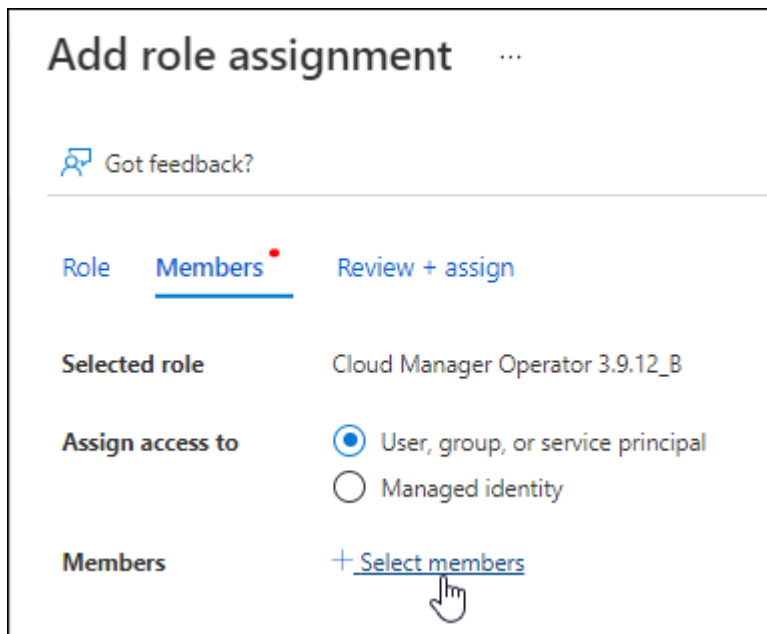 Add role assignment ...
Got feedback?
Role Members Review + assign
Selected role Cloud Manager Operator 3.9.12_B
Assign access to User, group, or service principal
Managed identity
Members + Select members